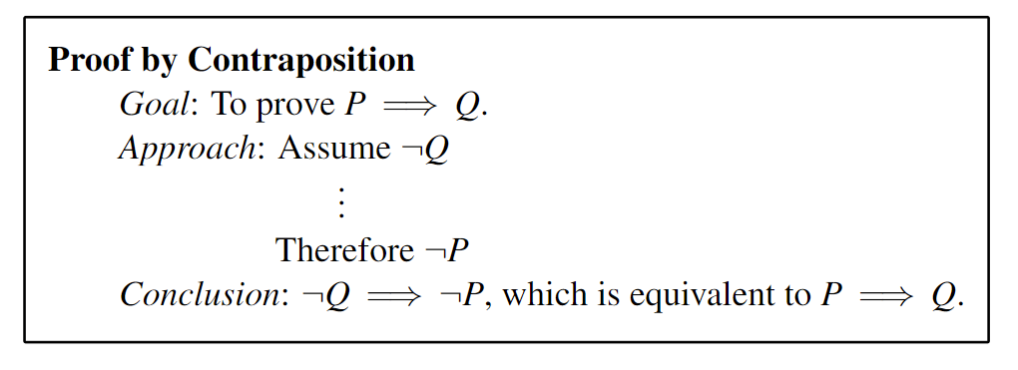 Proof by Contraposition
Goal: To prove P ⟹ Q.
Approach: Assume ¬Q
⋮
Therefore ¬P
Conclusion: ¬Q ⟹ ¬P, which is equivalent to P ⟹ Q.